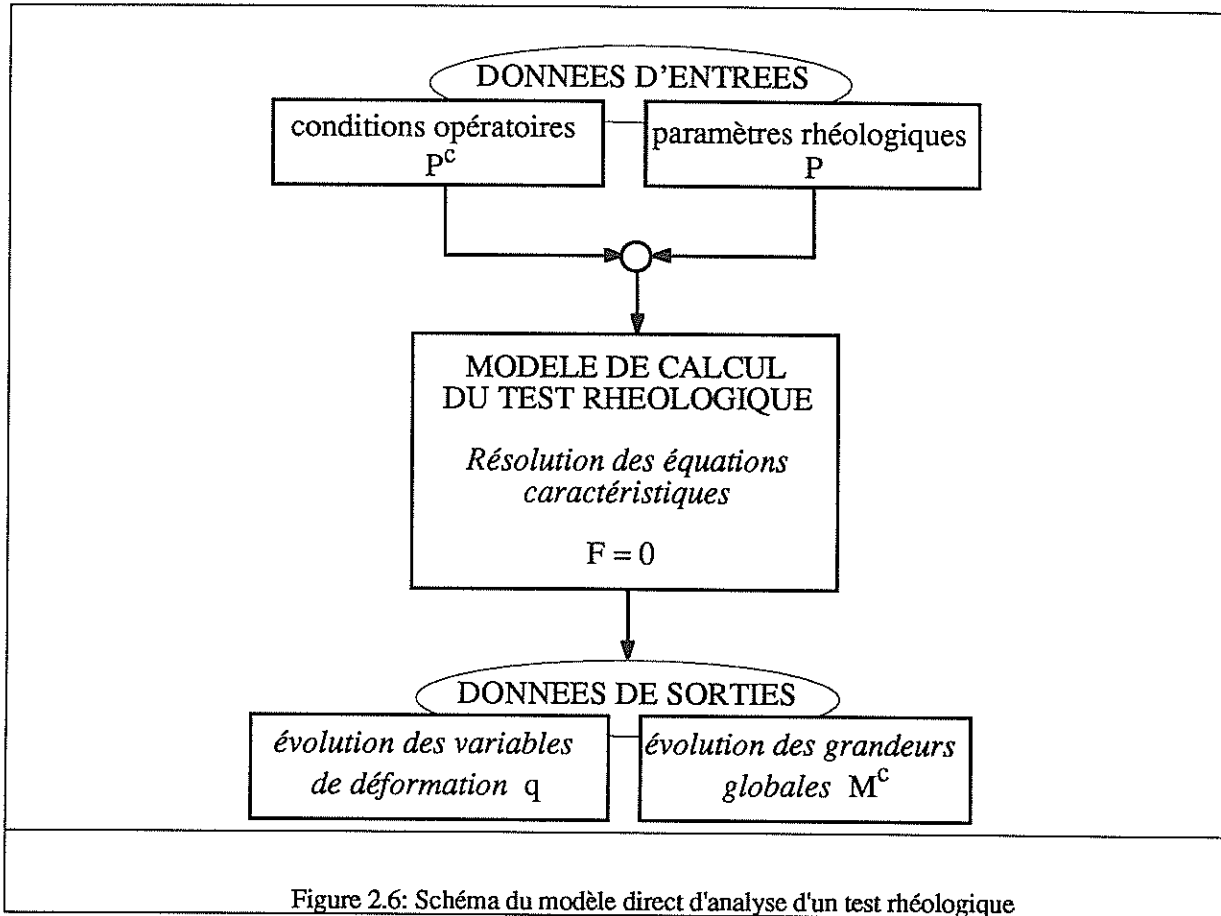 DONNEES D'ENTREES
conditions opératoires
P^c
paramètres rhéologiques
P
MODELE DE CALCUL
DU TEST RHEOLOGIQUE
Résolution des équations
caractéristiques
F = 0
DONNEES DE SORTIES
évolution des variables
de déformation q
évolution des grandeurs
globales M^c
Figure 2.6: Schéma du modèle direct d'analyse d'un test rhéologique